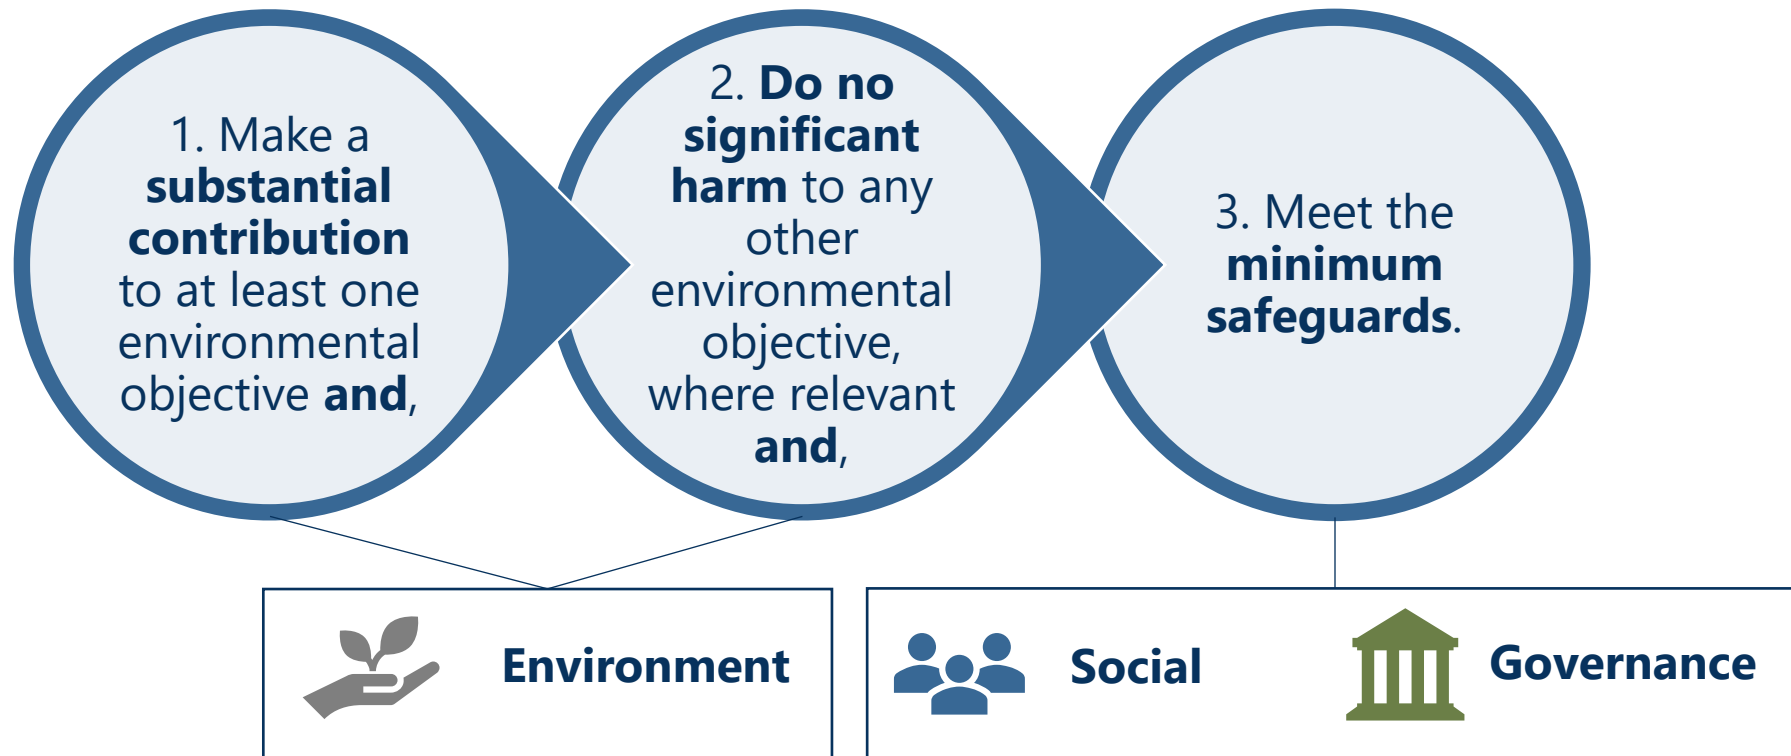 1. Make a
substantial
contribution
to at least one
environmental
objective and,
2. Do no
significant
harm to any
other
environmental
objective,
where relevant
and,
3. Meet the
minimum
safeguards.
Environment
Social
Governance